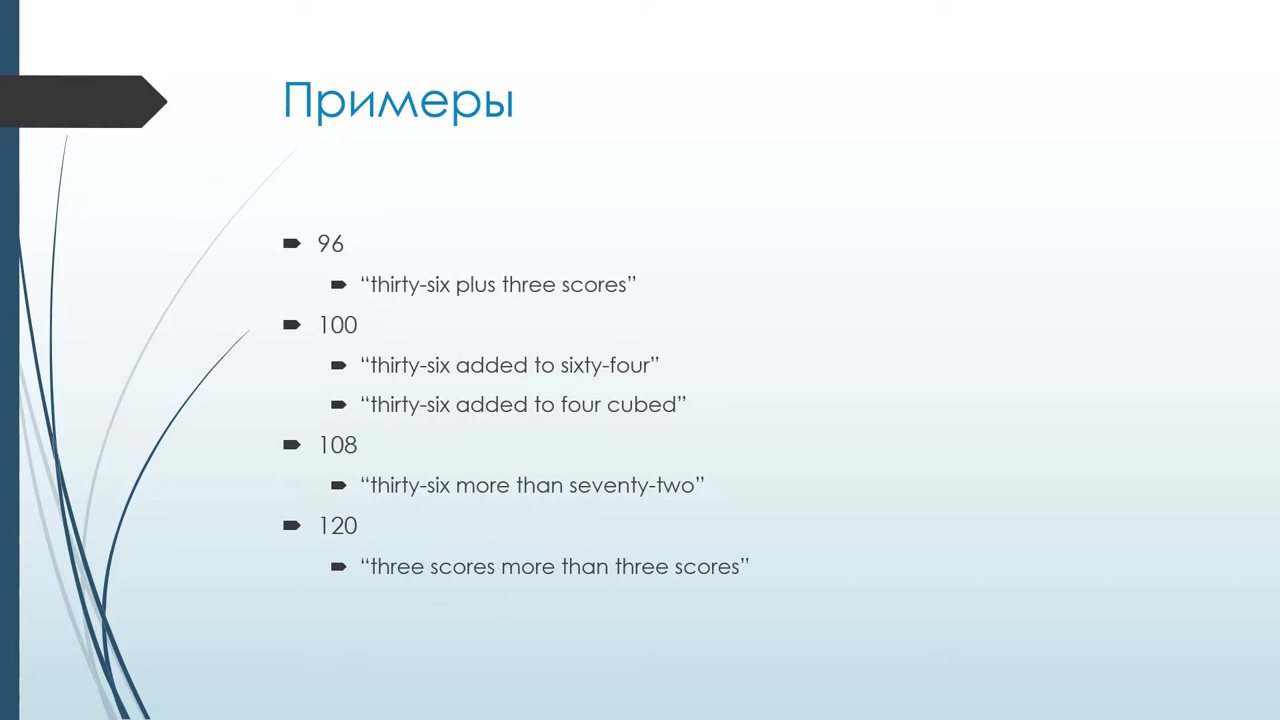 Примеры
96
“thirty-six plus three scores”
100
“thirty-six added to sixty-four”
“thirty-six added to four cubed”
108
“thirty-six more than seventy-two”
120
“three scores more than three scores”